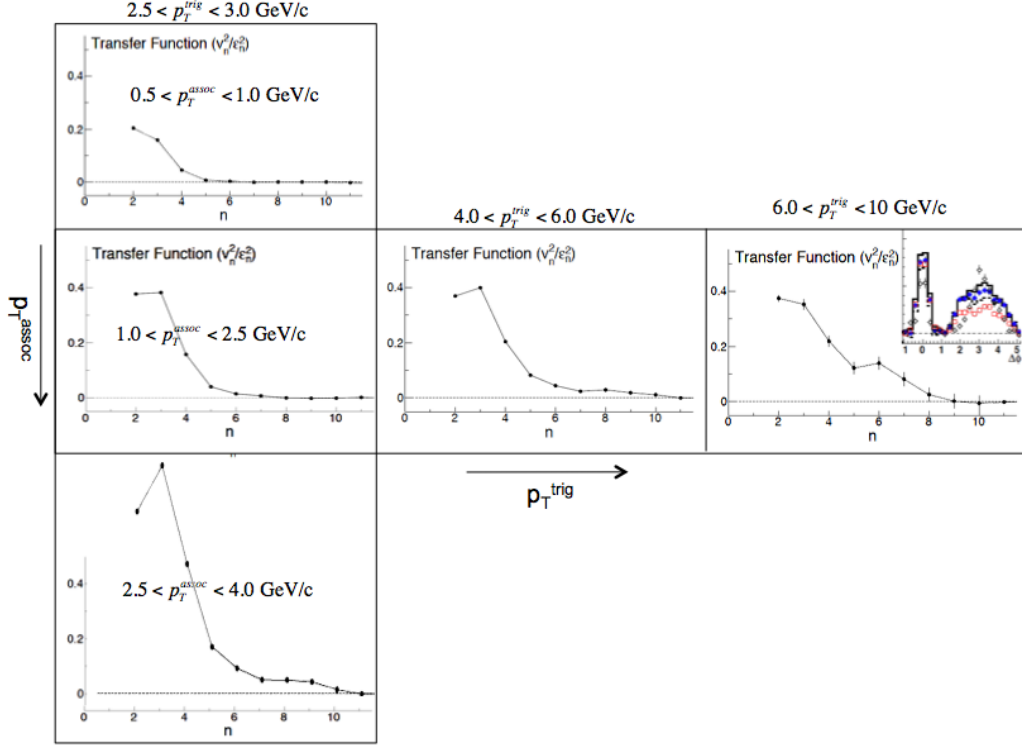 2.5 < p_T^trig < 3.0 GeV/c
Transfer Function (v_n^2/ε_n^2)
0.5 < p_T^assoc < 1.0 GeV/c
0.4
0.2
0
0 2 4 6 8 10
n
4.0 < p_T^trig < 6.0 GeV/c
6.0 < p_T^trig < 10 GeV/c
p_T^assoc
Transfer Function (v_n^2/ε_n^2)
1.0 < p_T^assoc < 2.5 GeV/c
0.4
0.2
0
0 2 4 6 8 10
n
Transfer Function (v_n^2/ε_n^2)
0.4
0.2
0
0 2 4 6 8 10
n
Transfer Function (v_n^2/ε_n^2)
0.4
0.2
0
0 2 4 6 8 10
n
1 0 1 2 3 4 5
Δφ
p_T^trig
n
2.5 < p_T^assoc < 4.0 GeV/c
0.4
0.2
0
0 2 4 6 8 10
n